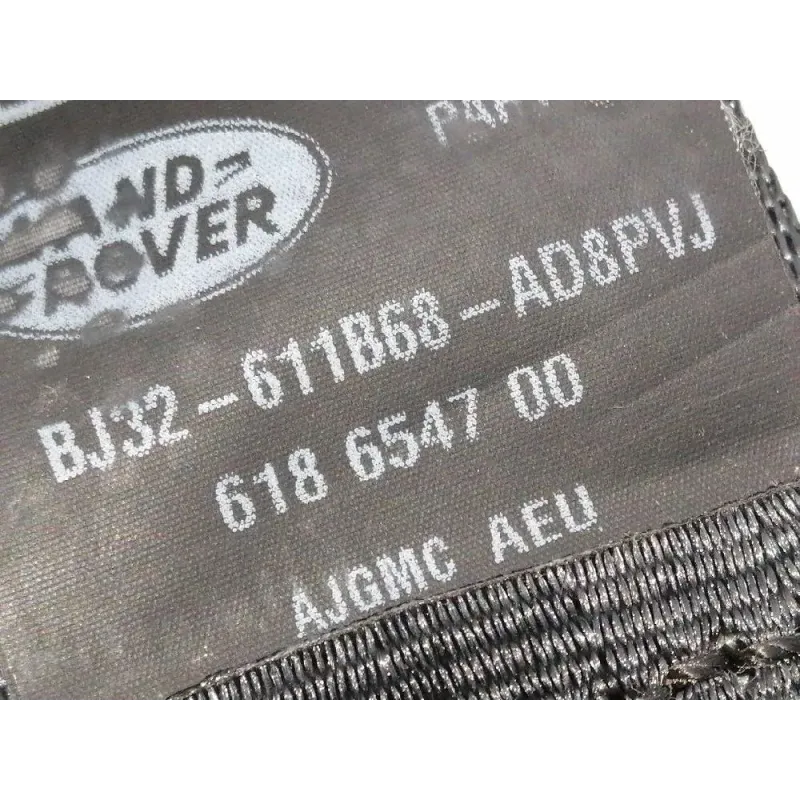 LAND
ROVER
BJ32-611B68-AD8PVJ
618 6547 00
AJGMC AEU